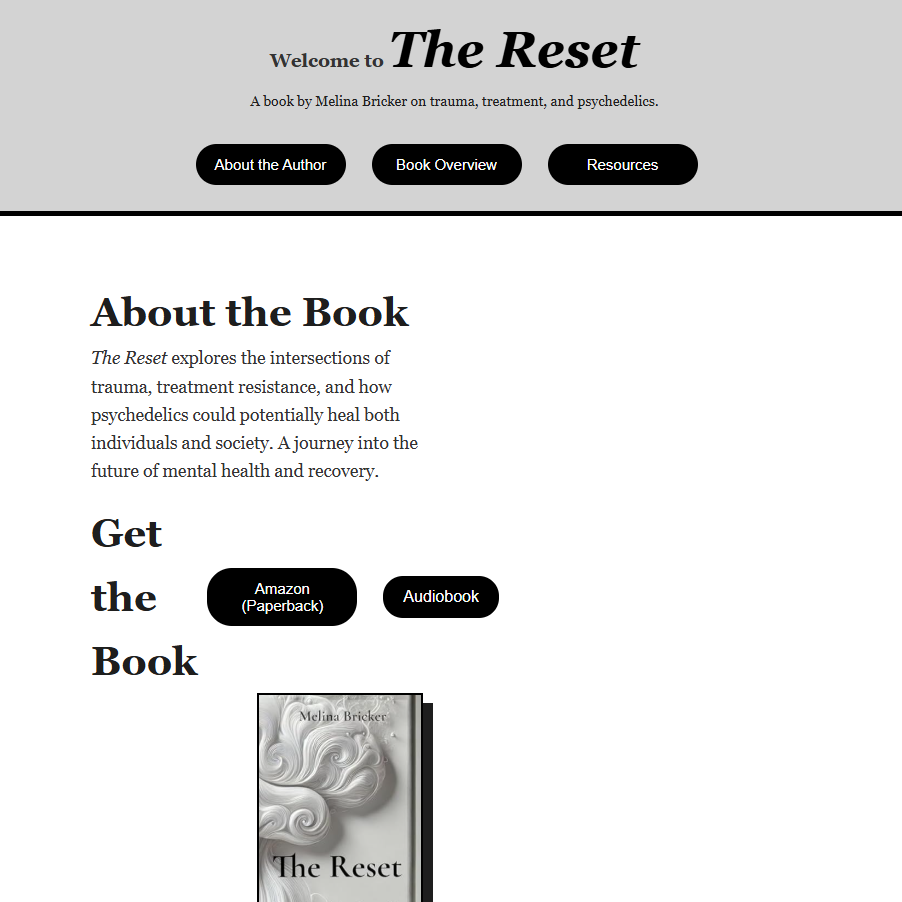 Welcome to The Reset
A book by Melina Bricker on trauma, treatment, and psychedelics.
About the Author
Book Overview
Resources
About the Book
The Reset explores the intersections of
trauma, treatment resistance, and how
psychedelics could potentially heal both
individuals and society. A journey into the
future of mental health and recovery.
Get
the
Book
Amazon
(Paperback)
Audiobook
Melina Bricker
The Reset